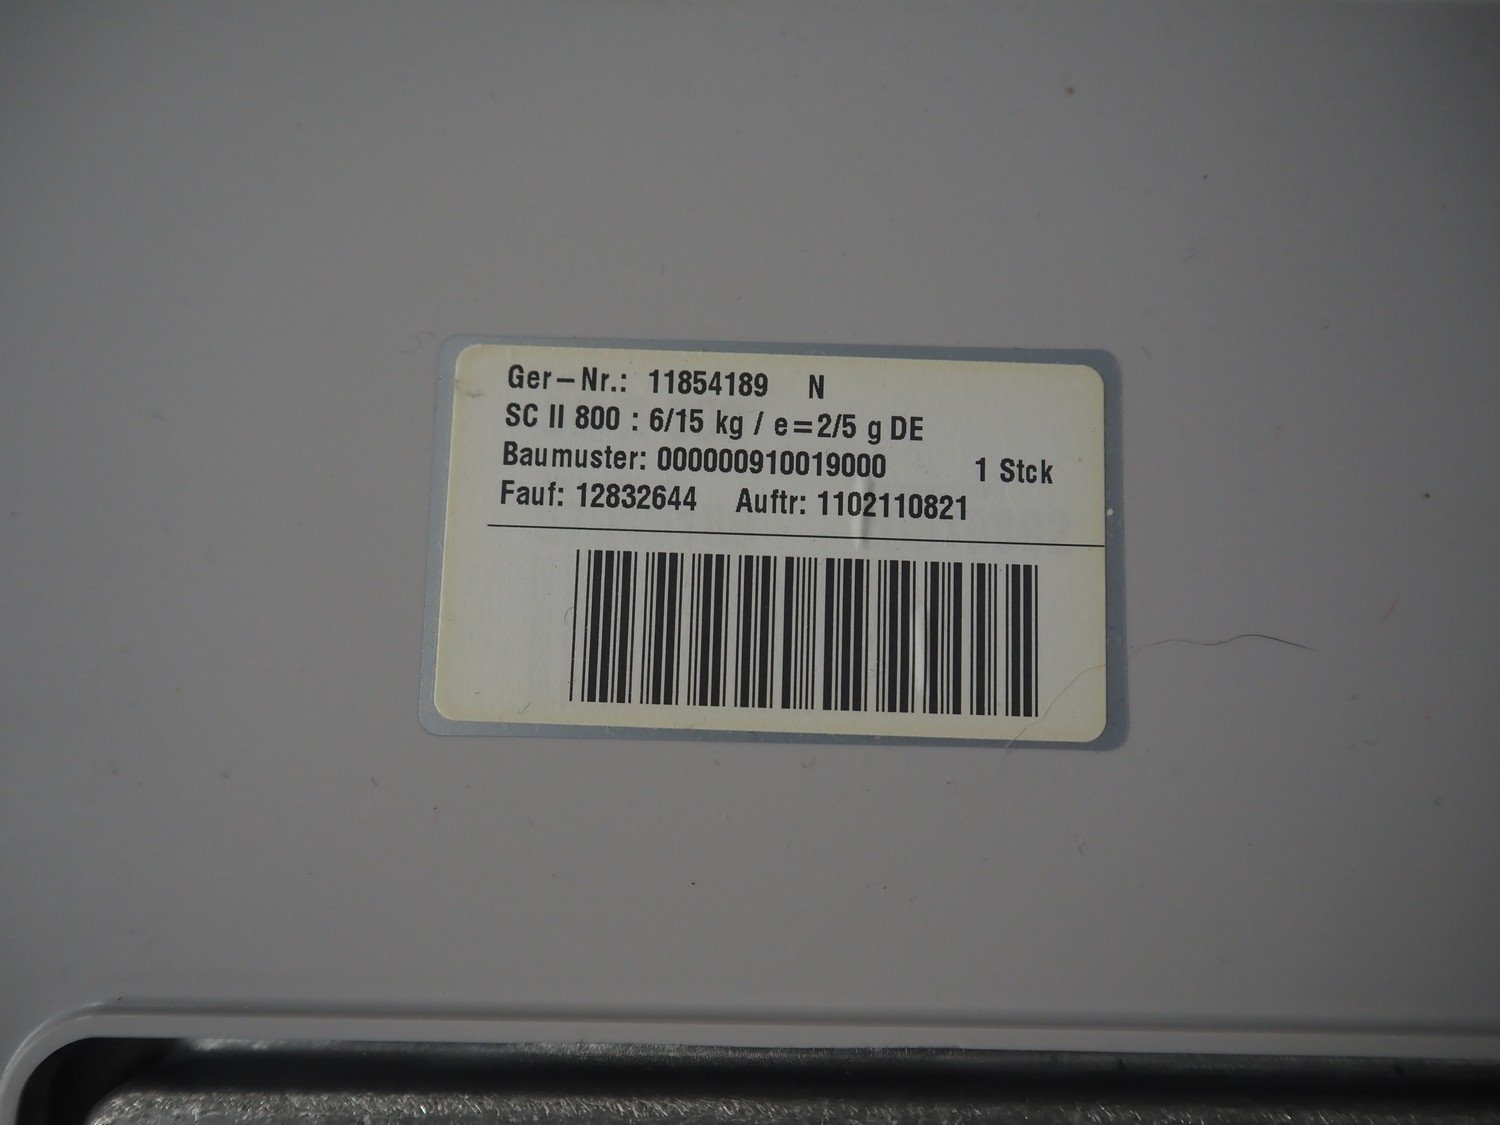 Ger-Nr.: 11854189 N
SC II 800 : 6/15 kg / e=2/5 g DE
Baumuster: 000000910019000 1 Stck
Fauf: 12832644 Auftr: 1102110821